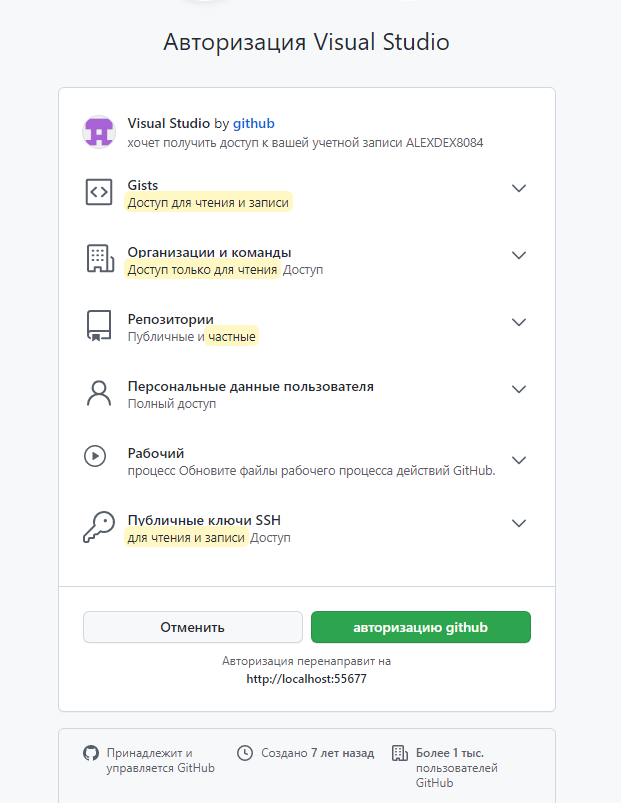 Авторизация Visual Studio
Visual Studio by github
хочет получить доступ к вашей учетной записи ALEXDEX8084
Gists
Доступ для чтения и записи
Организации и команды
Доступ только для чтения Доступ
Репозитории
Публичные и частные
Персональные данные пользователя
Полный доступ
Рабочий
процесс Обновите файлы рабочего процесса действий GitHub.
Публичные ключи SSH
для чтения и записи Доступ
Отменить
авторизацию github
Авторизация перенаправит на
http://localhost:55677
Принадлежит и
управляется GitHub
Создано 7 лет назад
Более 1 тыс.
пользователей
GitHub